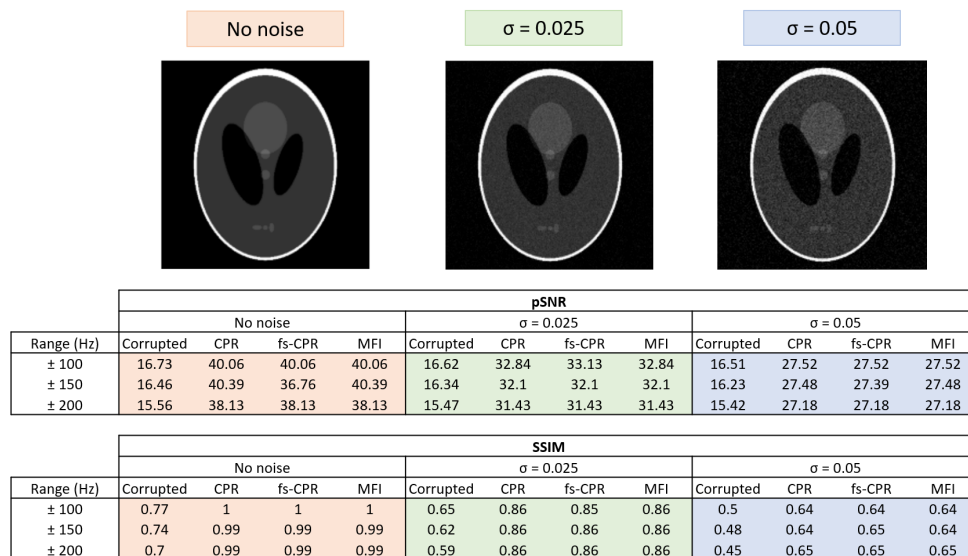 No noise σ = 0.025 σ = 0.05
pSNR
No noise σ = 0.025 σ = 0.05
Range (Hz) Corrupted CPR fs-CPR MFI Corrupted CPR fs-CPR MFI Corrupted CPR fs-CPR MFI
± 100 16.73 40.06 40.06 40.06 16.62 32.84 33.13 32.84 16.51 27.52 27.52 27.52
± 150 16.46 40.39 36.76 40.39 16.34 32.1 32.1 32.1 16.23 27.48 27.39 27.48
± 200 15.56 38.13 38.13 38.13 15.47 31.43 31.43 31.43 15.42 27.18 27.18 27.18
SSIM
No noise σ = 0.025 σ = 0.05
Range (Hz) Corrupted CPR fs-CPR MFI Corrupted CPR fs-CPR MFI Corrupted CPR fs-CPR MFI
± 100 0.77 1 1 1 0.65 0.86 0.85 0.86 0.5 0.64 0.64 0.64
± 150 0.74 0.99 0.99 0.99 0.62 0.86 0.86 0.86 0.48 0.64 0.65 0.64
± 200 0.7 0.99 0.99 0.99 0.59 0.86 0.86 0.86 0.45 0.65 0.65 0.65